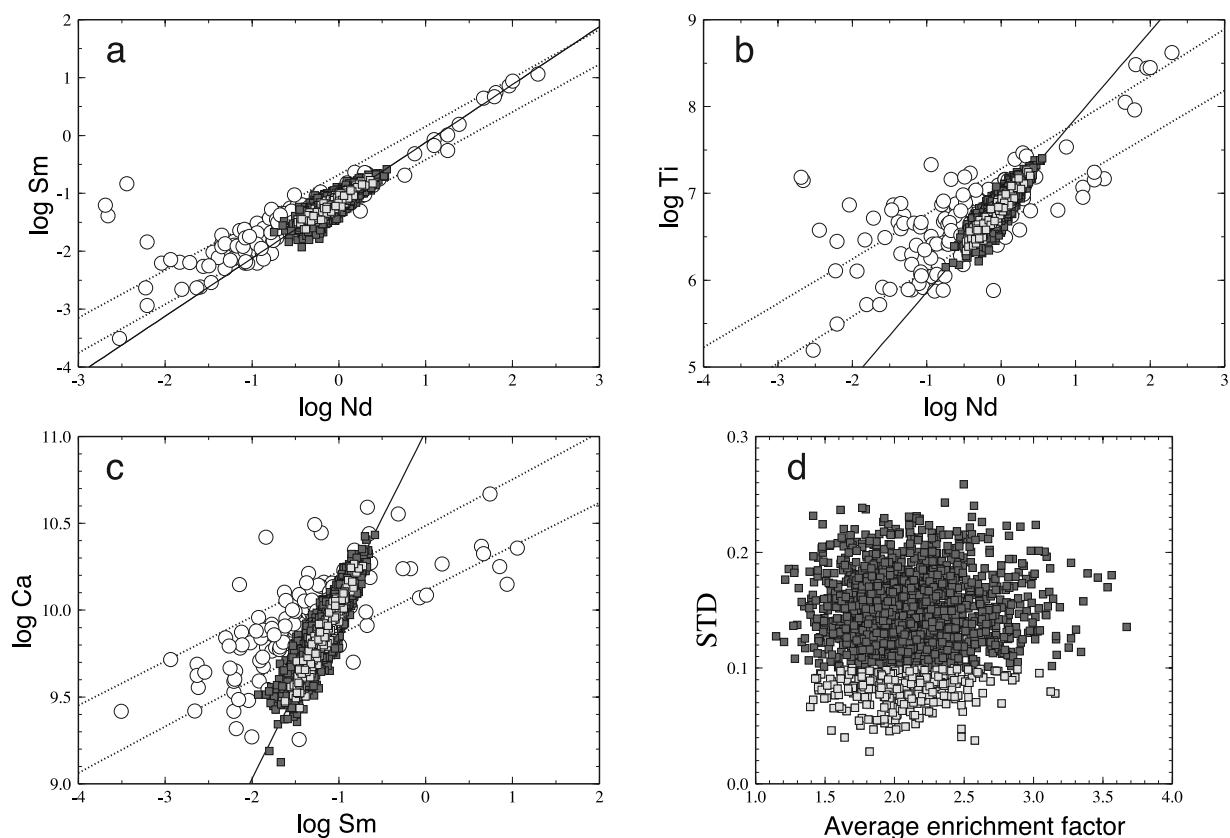 a
2
1
0
-1
-2
-3
-4
log Sm
-3 -2 -1 0 1 2 3
log Nd
b
9
8
7
6
5
log Ti
-4 -3 -2 -1 0 1 2 3
log Nd
c
11.0
10.5
10.0
9.5
9.0
log Ca
-4 -3 -2 -1 0 1 2
log Sm
d
0.3
0.2
0.1
0.0
STD
1.0 1.5 2.0 2.5 3.0 3.5 4.0
Average enrichment factor